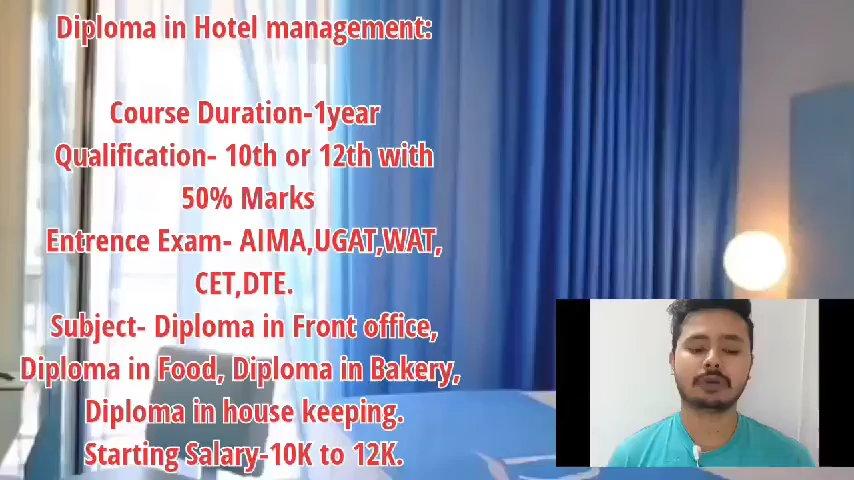 Diploma in Hotel management:
Course Duration-1year
Qualification- 10th or 12th with
50% Marks
Entrence Exam- AIMA,UGAT,WAT,
CET,DTE.
Subject- Diploma in Front office,
Diploma in Food, Diploma in Bakery,
Diploma in house keeping.
Starting Salary-10K to 12K.